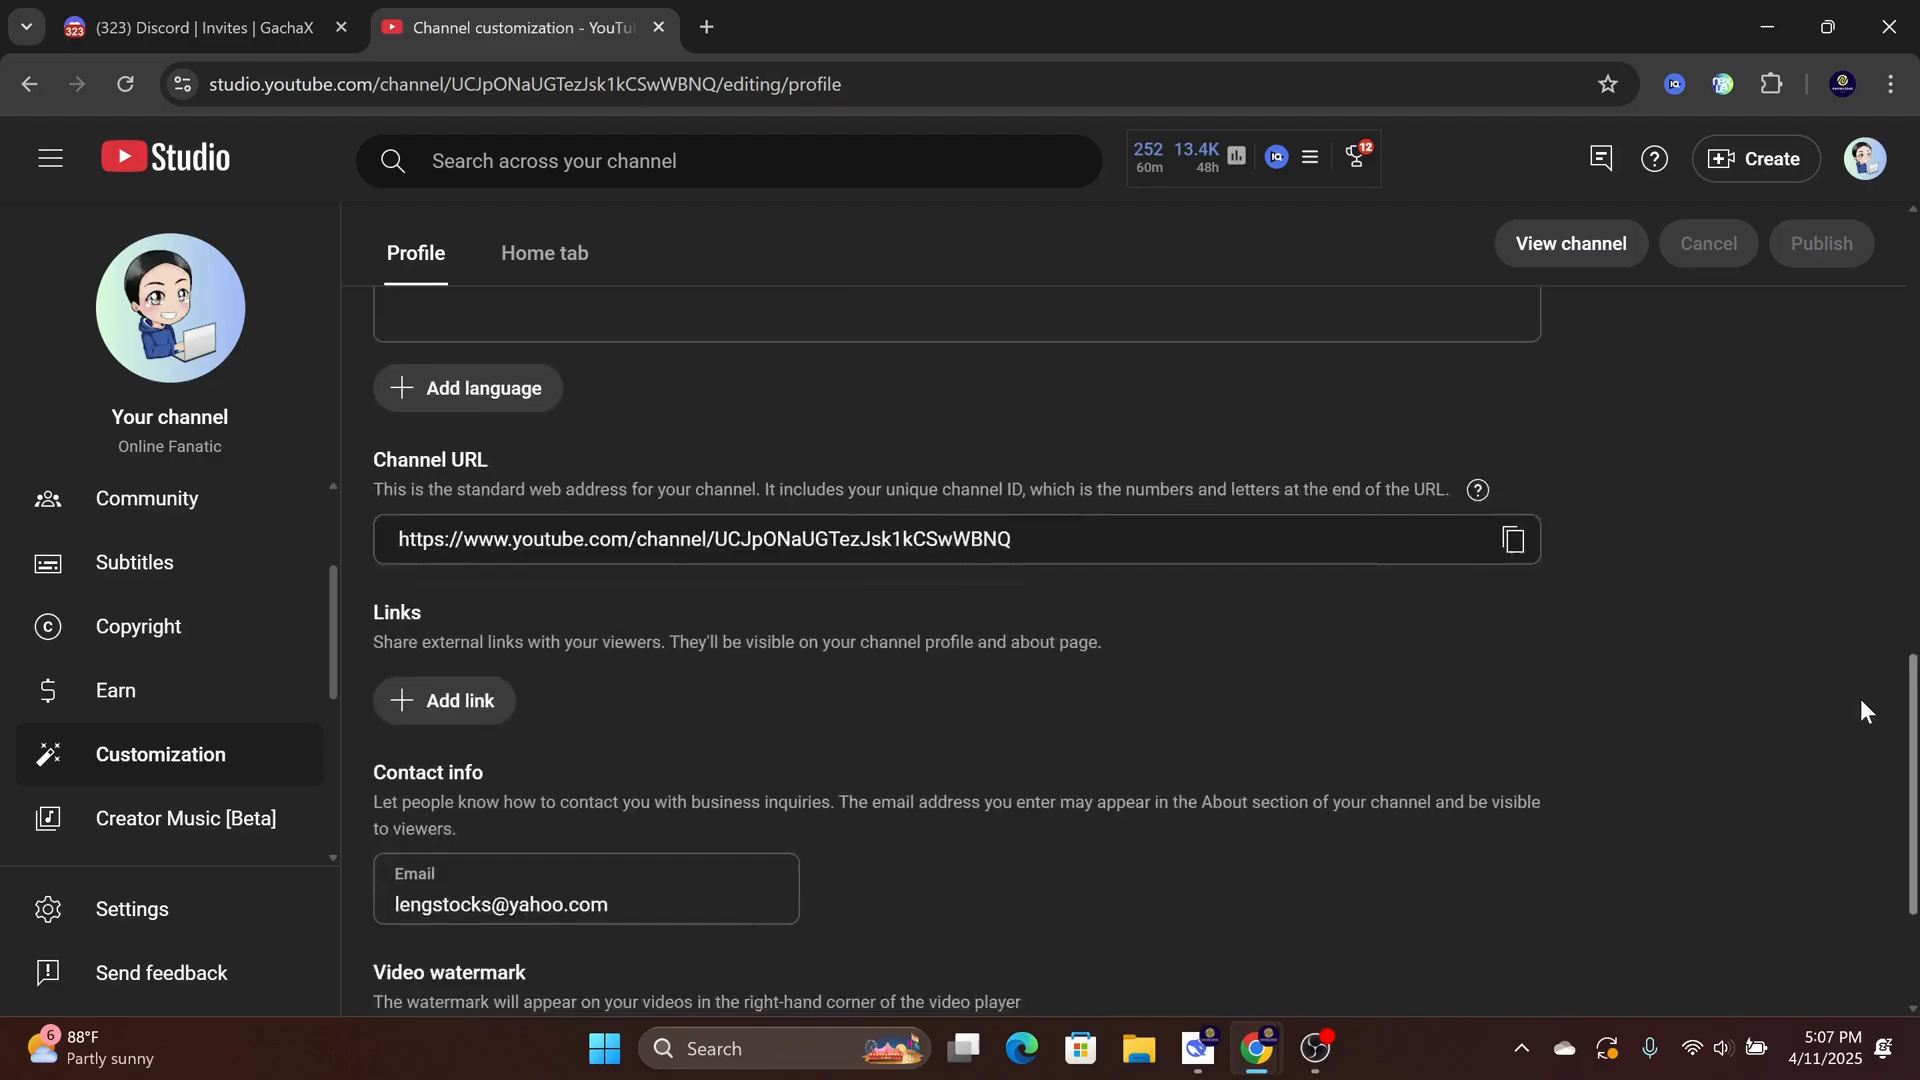 323
(323) Discord | Invites | GachaX
Channel customization - YouTu
studio.youtube.com/channel/UCJpONaUGTezJsk1kCSwWBNQ/editing/profile
Studio
Search across your channel
252 13.4K
60m 48h
12
Create
Profile
Home tab
View channel
Cancel
Publish
Your channel
Online Fanatic
Community
Subtitles
Copyright
Earn
Customization
Creator Music [Beta]
Settings
Send feedback
Add language
Channel URL
This is the standard web address for your channel. It includes your unique channel ID, which is the numbers and letters at the end of the URL.
https://www.youtube.com/channel/UCJpONaUGTezJsk1kCSwWBNQ
Links
Share external links with your viewers. They'll be visible on your channel profile and about page.
Add link
Contact info
Let people know how to contact you with business inquiries. The email address you enter may appear in the About section of your channel and be visible
to viewers.
Email
lengstocks@yahoo.com
Video watermark
The watermark will appear on your videos in the right-hand corner of the video player
6
88°F
Partly sunny
Search
5:07 PM
4/11/2025